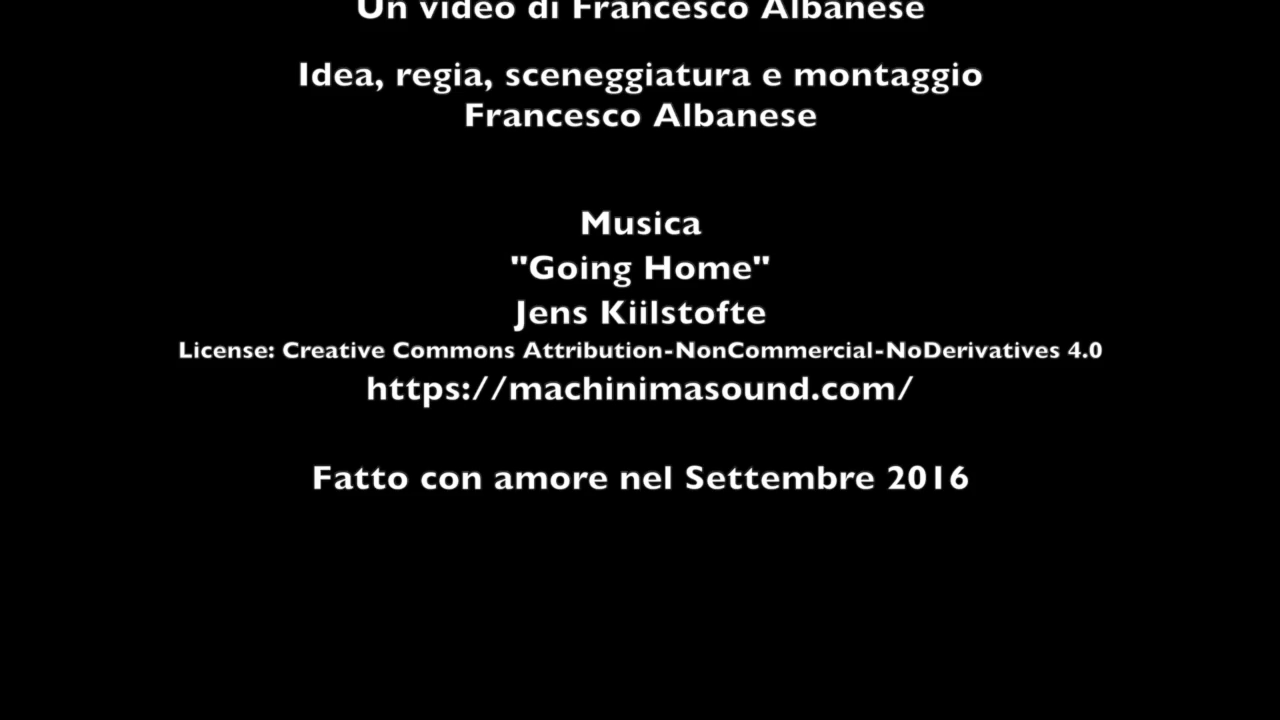 Un video di Francesco Albanese
Idea, regia, sceneggiatura e montaggio
Francesco Albanese
Musica
"Going Home"
Jens Kiilstofte
License: Creative Commons Attribution-NonCommercial-NoDerivatives 4.0
https://machinimasound.com/
Fatto con amore nel Settembre 2016